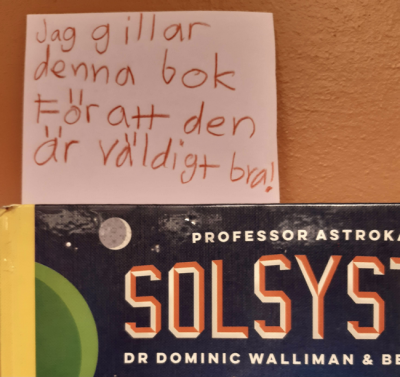 Jag gillar
denna bok
För att den
är väldigt bra!
PROFESSOR ASTROKA
SOLSYST
DR DOMINIC WALLIMAN & BE